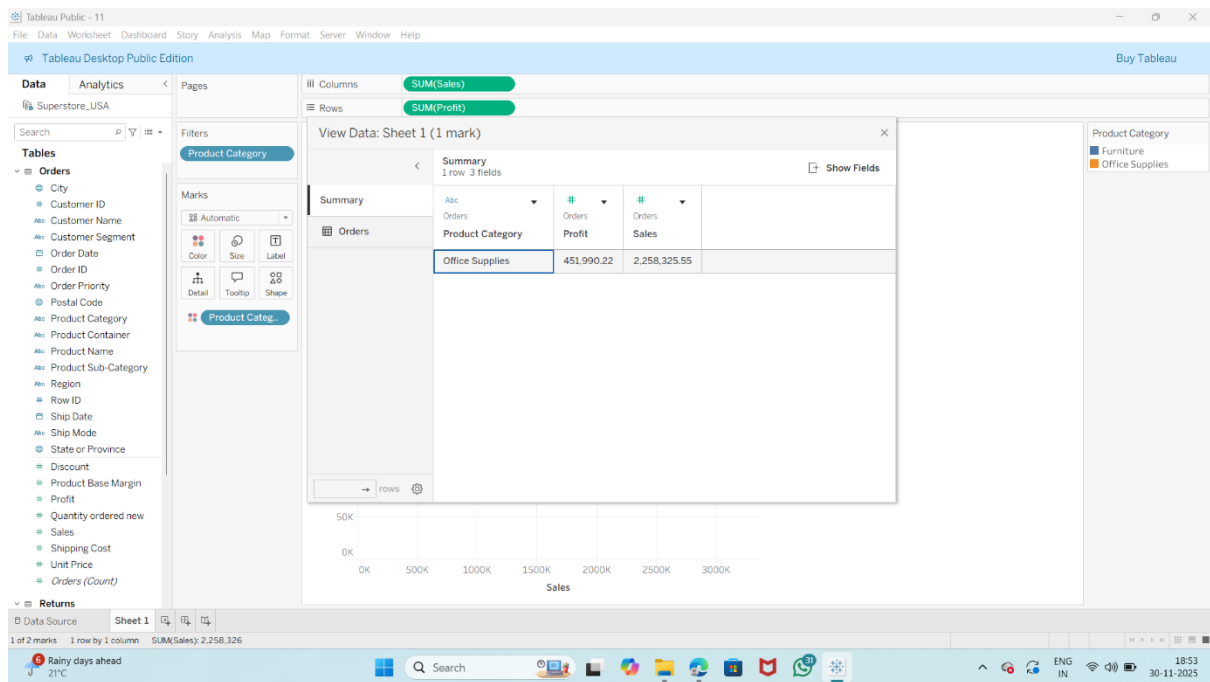 Tableau Public - 11
File Data Worksheet Dashboard Story Analysis Map Format Server Window Help
Tableau Desktop Public Edition
Buy Tableau
Data Analytics
Superstore_USA
Search
Tables
Orders
City
Customer ID
Abc Customer Name
Abc Customer Segment
Order Date
# Order ID
Abc Order Priority
Postal Code
Abc Product Category
Abc Product Container
Abc Product Name
Abc Product Sub-Category
Abc Region
# Row ID
Ship Date
Abc Ship Mode
State or Province
# Discount
# Product Base Margin
# Profit
# Quantity ordered new
# Sales
# Shipping Cost
# Unit Price
# Orders (Count)
Returns
Pages
Filters
Product Category
Marks
Automatic
Color Size Label
Detail Tooltip Shape
Product Categ..
Columns SUM(Sales)
Rows SUM(Profit)
View Data: Sheet 1 (1 mark)
Summary
Orders
→ rows
Summary
1 row 3 fields
Show Fields
Abc # #
Orders Orders Orders
Product Category Profit Sales
Office Supplies 451,990.22 2,258,325.55
50K
0K
0K 500K 1000K 1500K 2000K 2500K 3000K
Sales
Product Category
Furniture
Office Supplies
Data Source Sheet 1
1 of 2 marks 1 row by 1 column SUM(Sales): 2,258,326
6
Rainy days ahead
21°C
Search
31
ENG
IN
18:53
30-11-2025